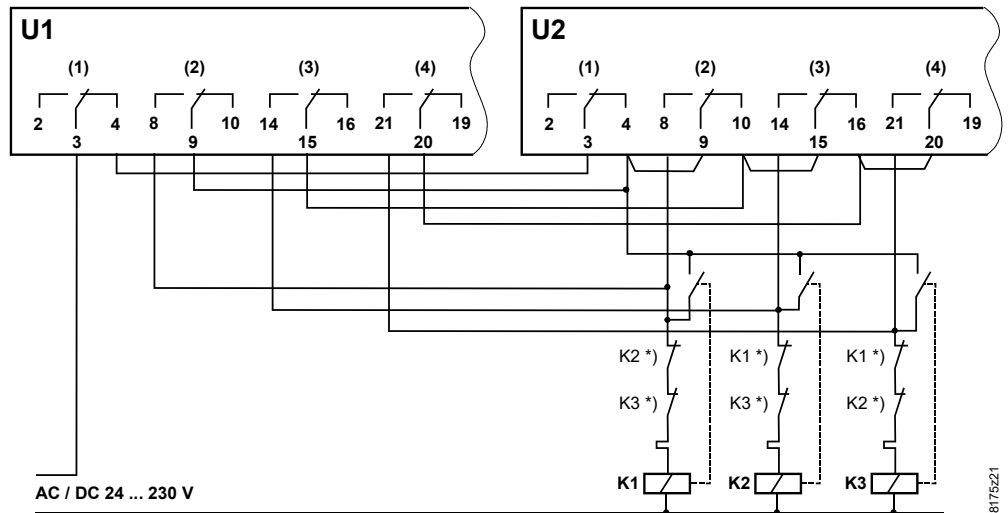 U1 U2
(1) (2) (3) (4) (1) (2) (3) (4)
2 4 8 10 14 16 21 19 2 4 8 10 14 16 21 19
3 9 15 20 3 9 15 20
K2 *) K1 *) K1 *)
K3 *) K3 *) K2 *)
K1 K2 K3
AC / DC 24 ... 230 V
8175z21